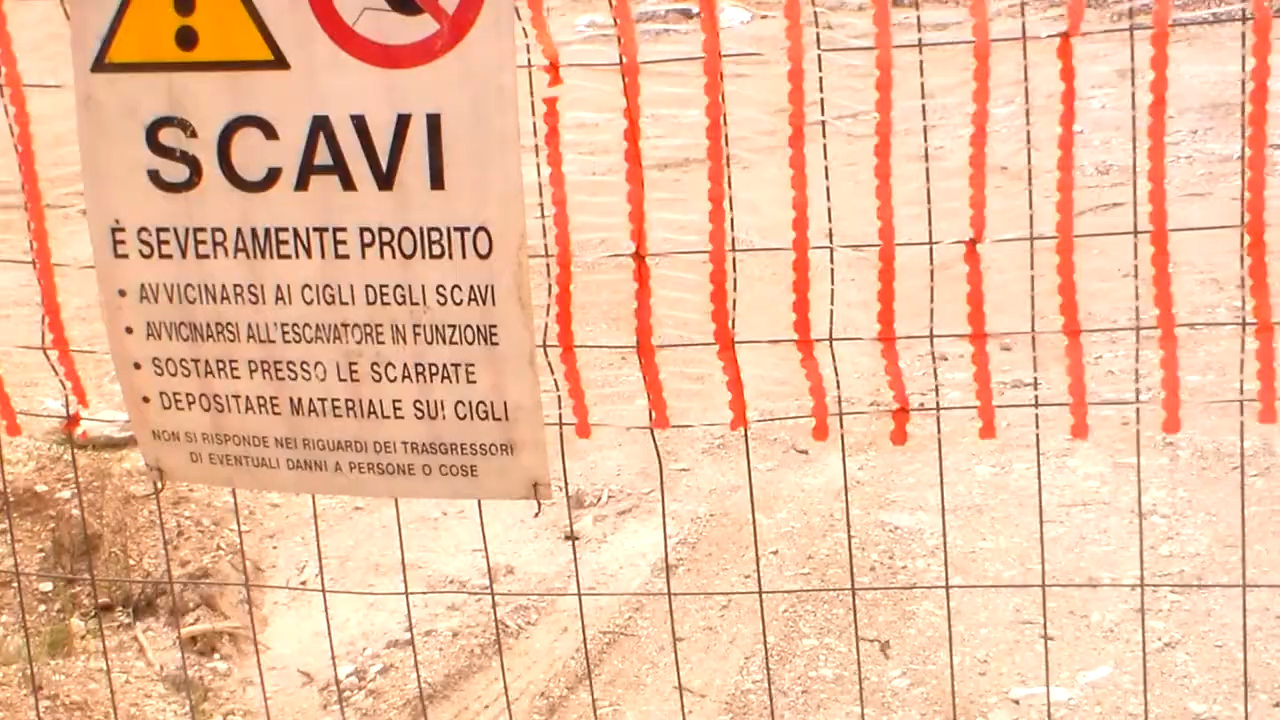 SCAVI
È SEVERAMENTE PROIBITO
• AVVICINARSI AI CIGLI DEGLI SCAVI
• AVVICINARSI ALL'ESCAVATORE IN FUNZIONE
• SOSTARE PRESSO LE SCARPATE
• DEPOSITARE MATERIALE SUI CIGLI
NON SI RISPONDE NEI RIGUARDI DEI TRASGRESSORI
DI EVENTUALI DANNI A PERSONE O COSE